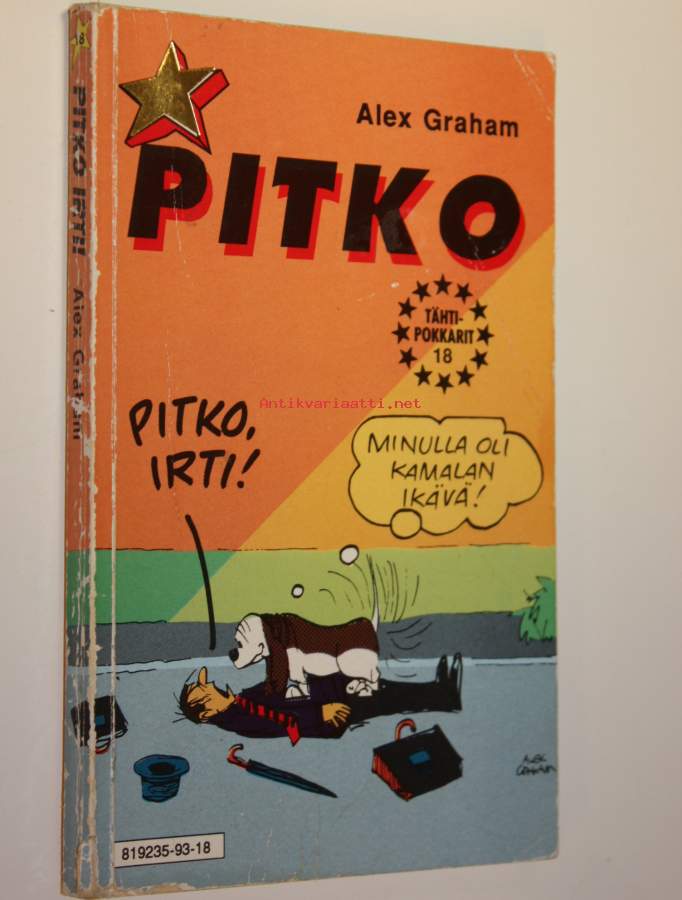 18 PITKO IRTI! Alex Graham
Alex Graham
PITKO
TÄHTI-
POKKARIT
18
Antikvariaatti.net
PITKO,
IRTI!
MINULLA OLI
KAMALAN
IKÄVÄ!
ALEX
GRAHAM
819235-93-18